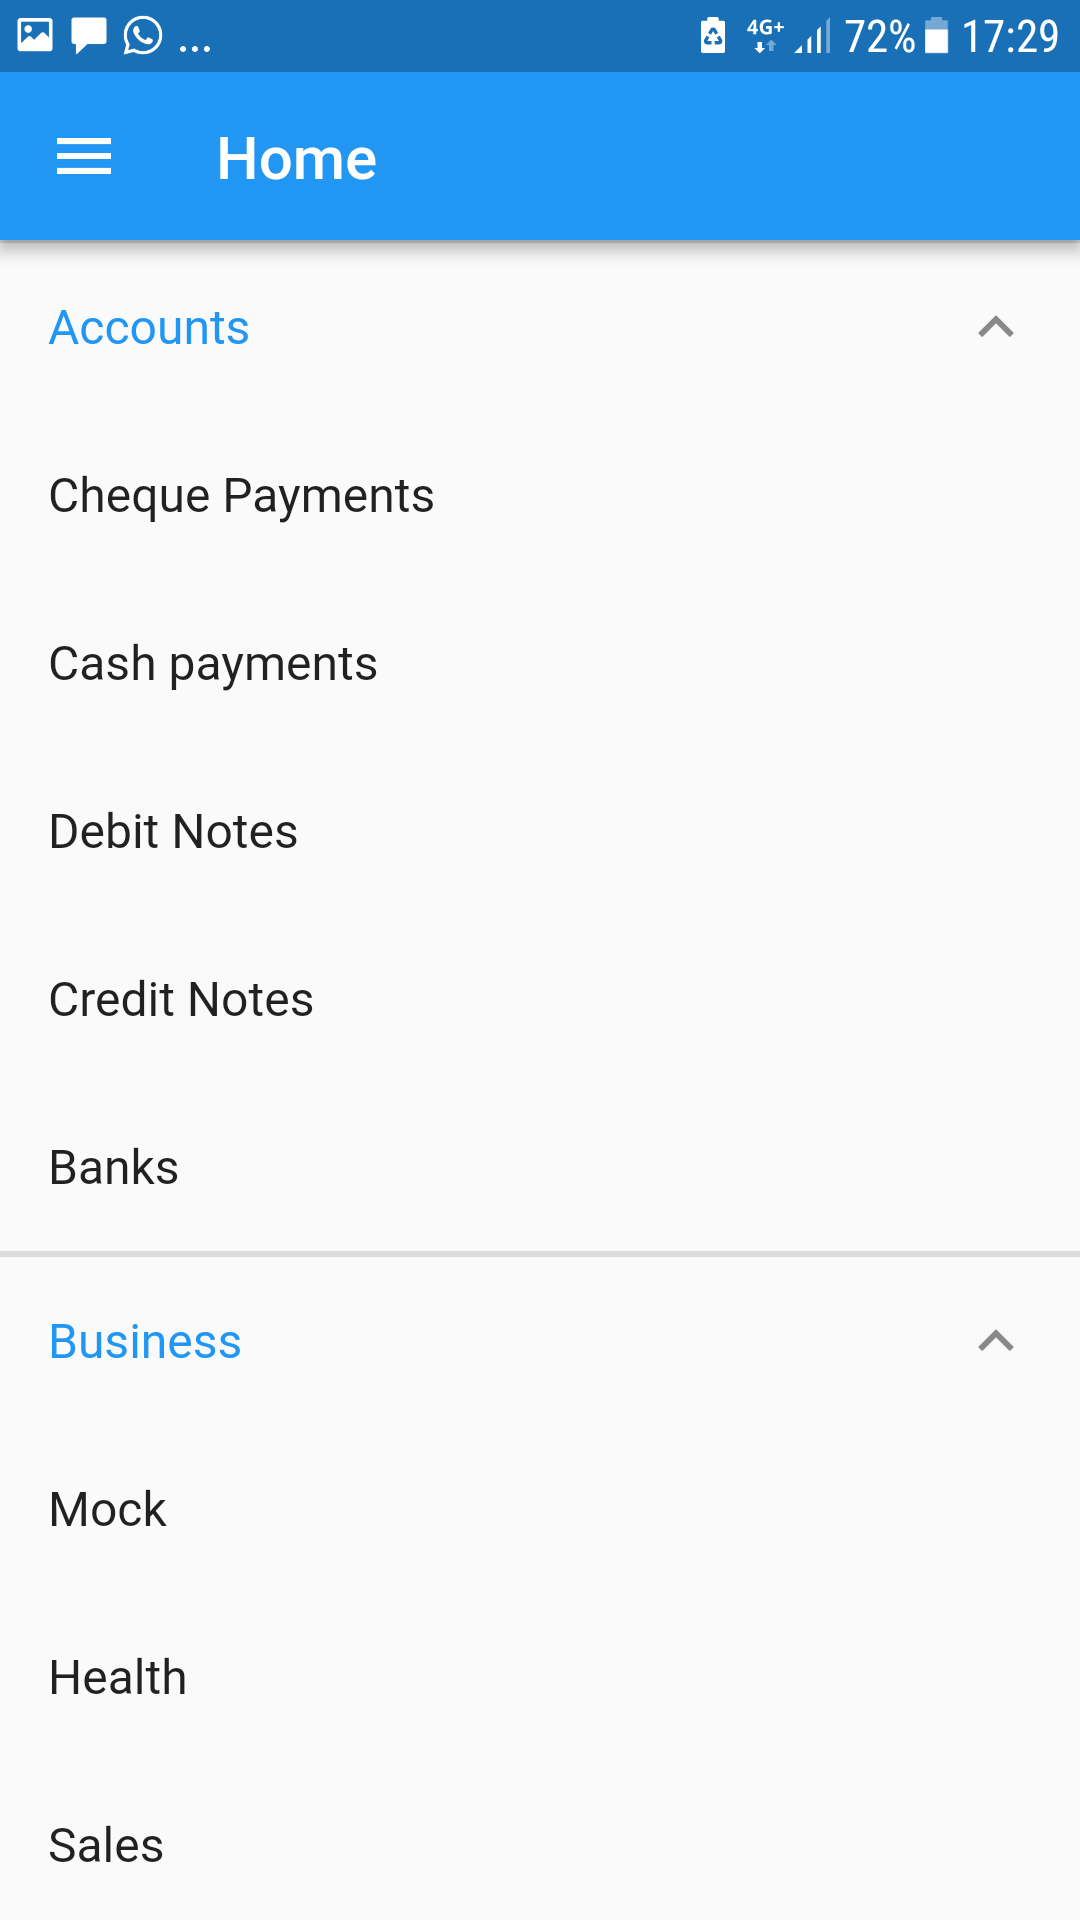 ... 4G+ 72% 17:29
Home
Accounts
Cheque Payments
Cash payments
Debit Notes
Credit Notes
Banks
Business
Mock
Health
Sales